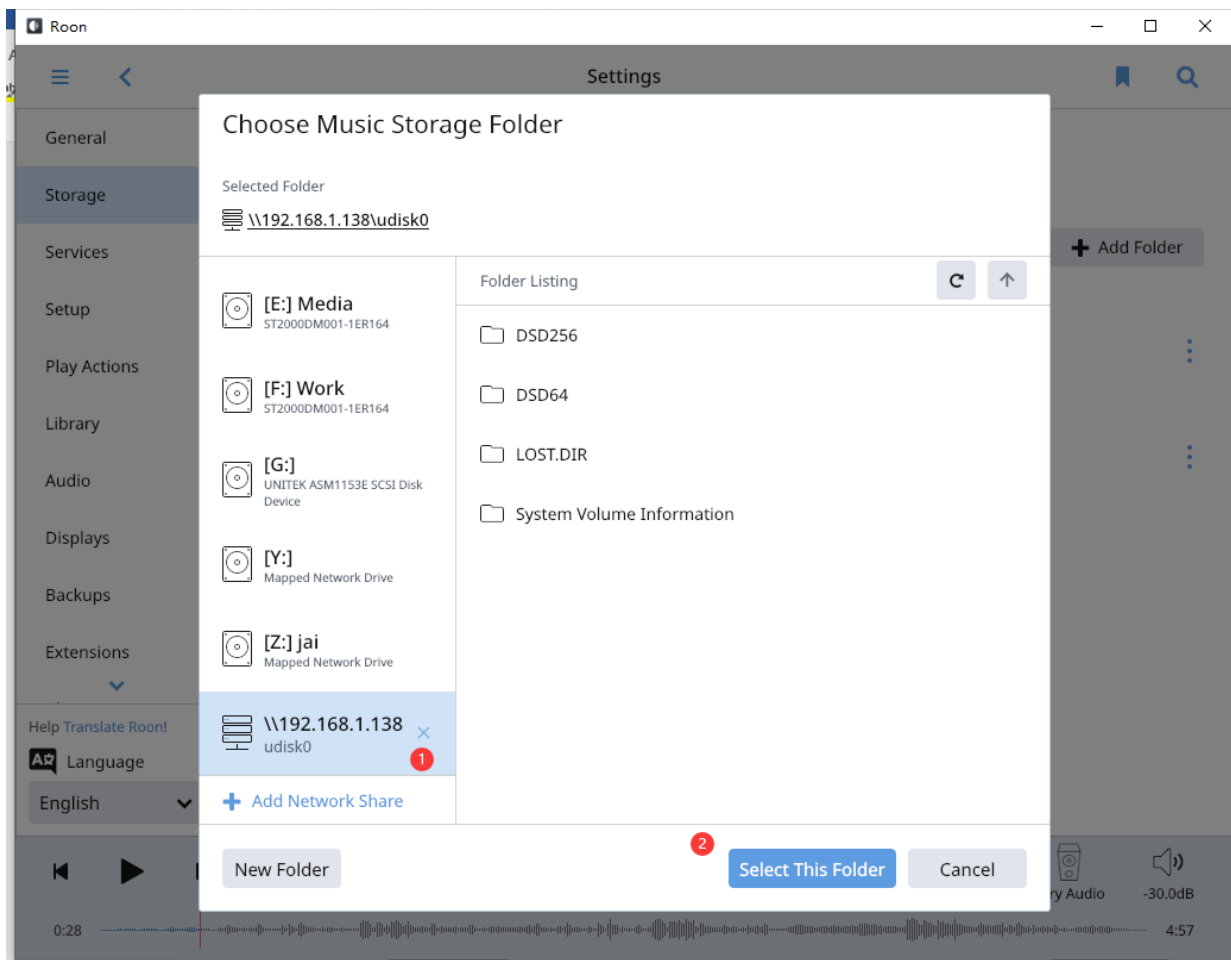 Roon
Settings
General
Storage
Services
Setup
Play Actions
Library
Audio
Displays
Backups
Extensions
Help Translate Roon!
Language
English
Choose Music Storage Folder
Selected Folder
\\192.168.1.138\udisk0
Add Folder
[E:] Media
ST2000DM001-1ER164
[F:] Work
ST2000DM001-1ER164
[G:]
UNITEK ASM1153E SCSI Disk
Device
[Y:]
Mapped Network Drive
[Z:] jai
Mapped Network Drive
\\192.168.1.138
udisk0
1
Add Network Share
Folder Listing
DSD256
DSD64
LOST.DIR
System Volume Information
New Folder
2
Select This Folder
Cancel
ry Audio
-30.0dB
0:28
4:57